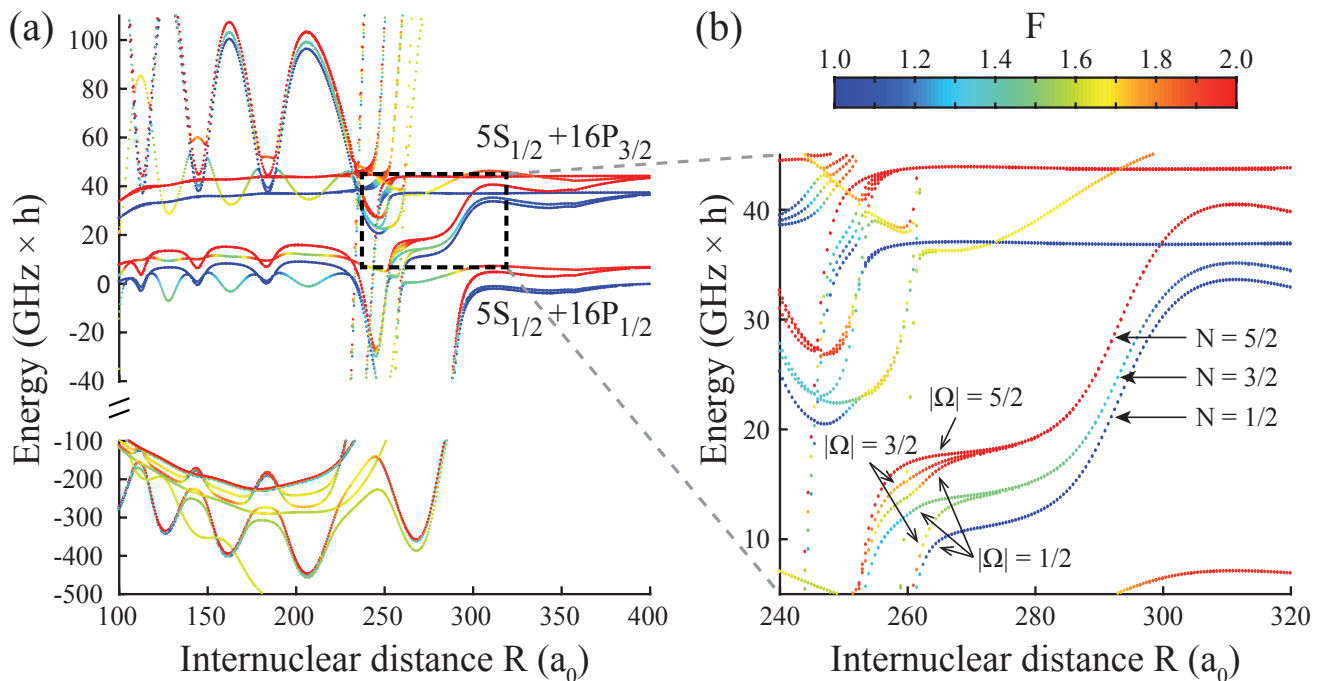 (a)
100
80
60
40
20
0
-20
-40
-100
-200
-300
-400
-500
Energy (GHz × h)
5S1/2 +16P3/2
5S1/2 +16P1/2
100 150 200 250 300 350 400
Internuclear distance R (a0)
(b)
F
1.0 1.2 1.4 1.6 1.8 2.0
40
30
20
10
Energy (GHz × h)
N = 5/2
N = 3/2
N = 1/2
|Ω| = 5/2
|Ω| = 3/2
|Ω| = 1/2
240 260 280 300 320
Internuclear distance R (a0)